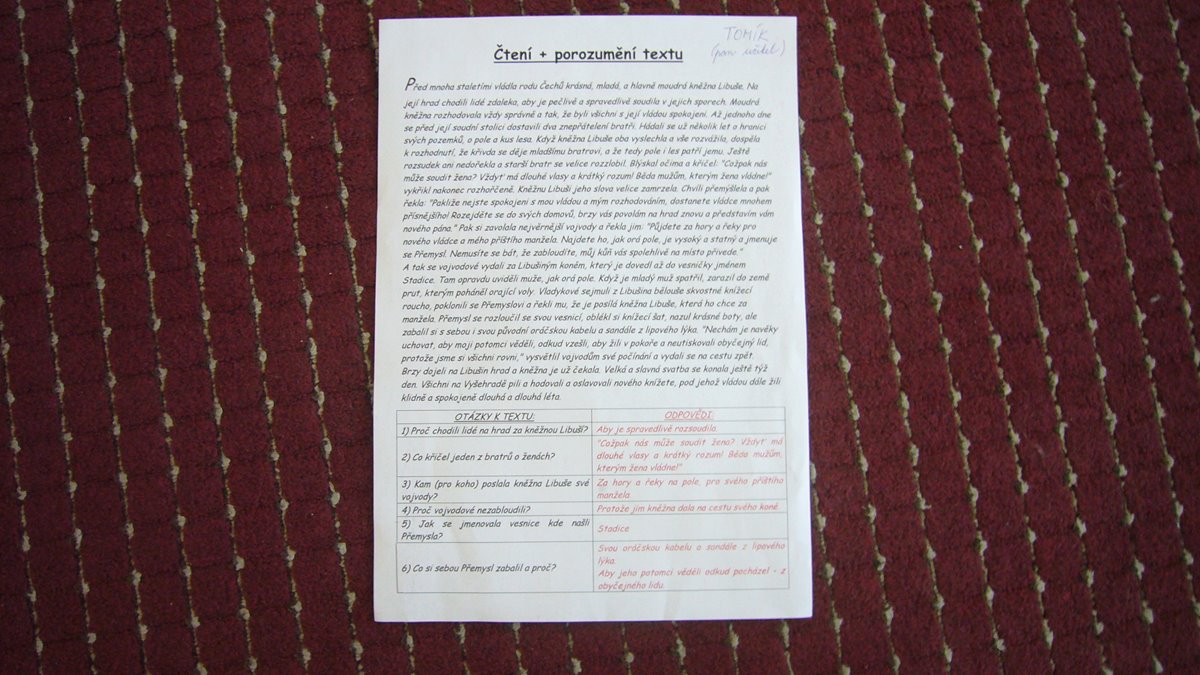 TOMÍK
(pan učitel)
Čtení + porozumění textu
Před mnoha staletími vládla rodu Čechů krásná, mladá, a hlavně moudrá kněžna Libuše. Na
její hrad chodili lidé zdaleka, aby je pečlivě a spravedlivě soudila v jejich sporech. Moudrá
kněžna rozhodovala vždy správně a tak, že byli všichni s její vládou spokojeni. Až jednoho dne
se před její soudní stolicí dostavili dva znepřátelení bratři. Hádali se už několik let o hranici
svých pozemků, o pole a kus lesa. Když kněžna Libuše oba vyslechla a vše rozvážila, dospěla
k rozhodnutí, že křivda se děje mladšímu bratrovi, a že tedy pole i les patří jemu. Ještě
rozsudek ani nedořekla a starší bratr se velice rozzlobil. Blýskal očima a křičel: "Cožpak nás
může soudit žena? Vždyť má dlouhé vlasy a krátký rozum! Běda mužům, kterým žena vládne!"
vykřikl nakonec rozhořčeně. Kněžnu Libuši jeho slova velice zamrzela. Chvíli přemýšlela a pak
řekla: "Pakliže nejste spokojeni s mou vládou a mým rozhodováním, dostanete vládce mnohem
přísnějšího! Rozejděte se do svých domovů, brzy vás povolám na hrad znovu a představím vám
nového pána." Pak si zavolala nejvěrnější vojvody a řekla jim: "Půjdete za hory a řeky pro
nového vládce a mého příštího manžela. Najdete ho, jak orá pole, je vysoký a statný a jmenuje
se Přemysl. Nemusíte se bát, že zabloudíte, můj kůň vás spolehlivě na místo přivede."
A tak se vojvodové vydali za Libušiným koněm, který je dovedl až do vesničky jménem
Stadice. Tam opravdu uviděli muže, jak orá pole. Když je mladý muž spatřil, zarazil do země
prut, kterým poháněl orající voly. Vladykové sejmuli z Libušina bělouše skvostné knížecí
roucho, poklonili se Přemyslovi a řekli mu, že je posílá kněžna Libuše, která ho chce za
manžela. Přemysl se rozloučil se svou vesnicí, oblékl si knížecí šat, nazul krásné boty, ale
zabalil si s sebou i svou původní oráčskou kabelu a sandále z lipového lýka. "Nechám je navěky
uchovat, aby moji potomci věděli, odkud vzešli, aby žili v pokoře a neutiskovali obyčejný lid,
protože jsme si všichni rovni," vysvětlil vojvodům své počínání a vydali se na cestu zpět.
Brzy dojeli na Libušin hrad a kněžna je už čekala. Velká a slavná svatba se konala ještě týž
den. Všichni na Vyšehradě pili a hodovali a oslavovali nového knížete, pod jehož vládou dále žili
klidně a spokojeně dlouhá a dlouhá léta.
OTÁZKY K TEXTU: ODPOVĚDI:
1) Proč chodili lidé na hrad za kněžnou Libuší? Aby je spravedlivě rozsoudila.
2) Co křičel jeden z bratrů o ženách?
"Cožpak nás může soudit žena? Vždyť má
dlouhé vlasy a krátký rozum! Běda mužům,
kterým žena vládne!"
3) Kam (pro koho) poslala kněžna Libuše své
vojvody?
Za hory a řeky na pole, pro svého příštího
manžela.
4) Proč vojvodové nezabloudili? Protože jim kněžna dala na cestu svého koně.
5) Jak se jmenovala vesnice kde našli
Přemysla?
Stadice
6) Co si sebou Přemysl zabalil a proč?
Svou oráčskou kabelu a sandále z lipového
lýka.
Aby jeho potomci věděli odkud pocházel - z
obyčejného lidu.